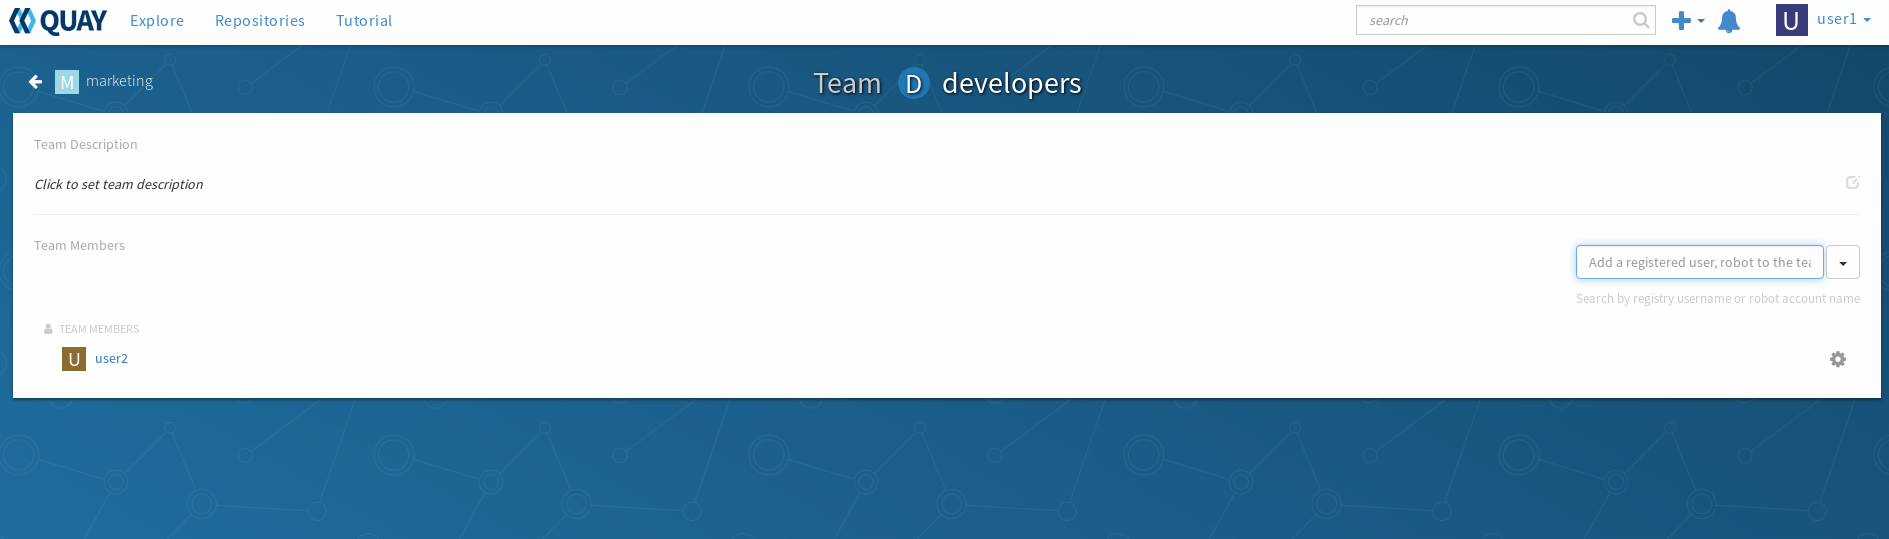 QUAY Explore Repositories Tutorial search U user1
M marketing Team D developers
Team Description
Click to set team description
Team Members
Add a registered user, robot to the tea
Search by registry username or robot account name
TEAM MEMBERS
U user2